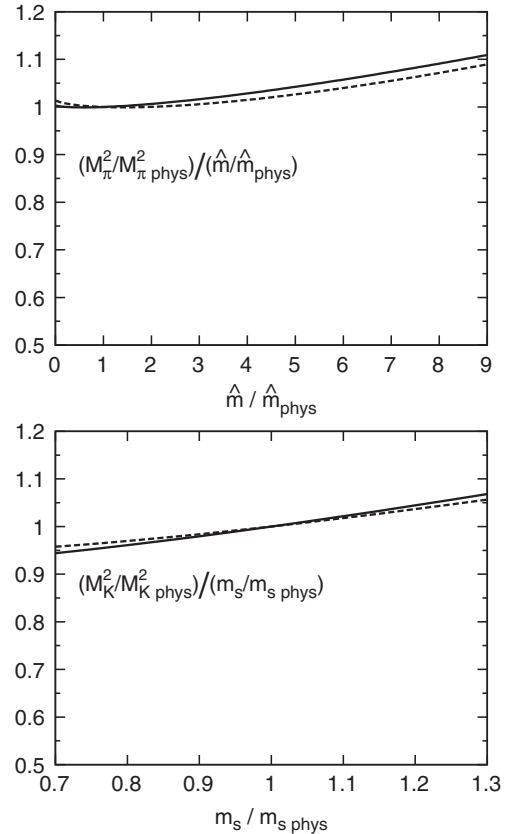 1.2
1.1
1
0.9
0.8
0.7
0.6
0.5
(M²π/M²π phys)/(m̂/m̂phys)
0 1 2 3 4 5 6 7 8 9
m̂ / m̂phys
1.2
1.1
1
0.9
0.8
0.7
0.6
0.5
(M²K/M²K phys)/(ms/ms phys)
0.7 0.8 0.9 1 1.1 1.2 1.3
ms / ms phys